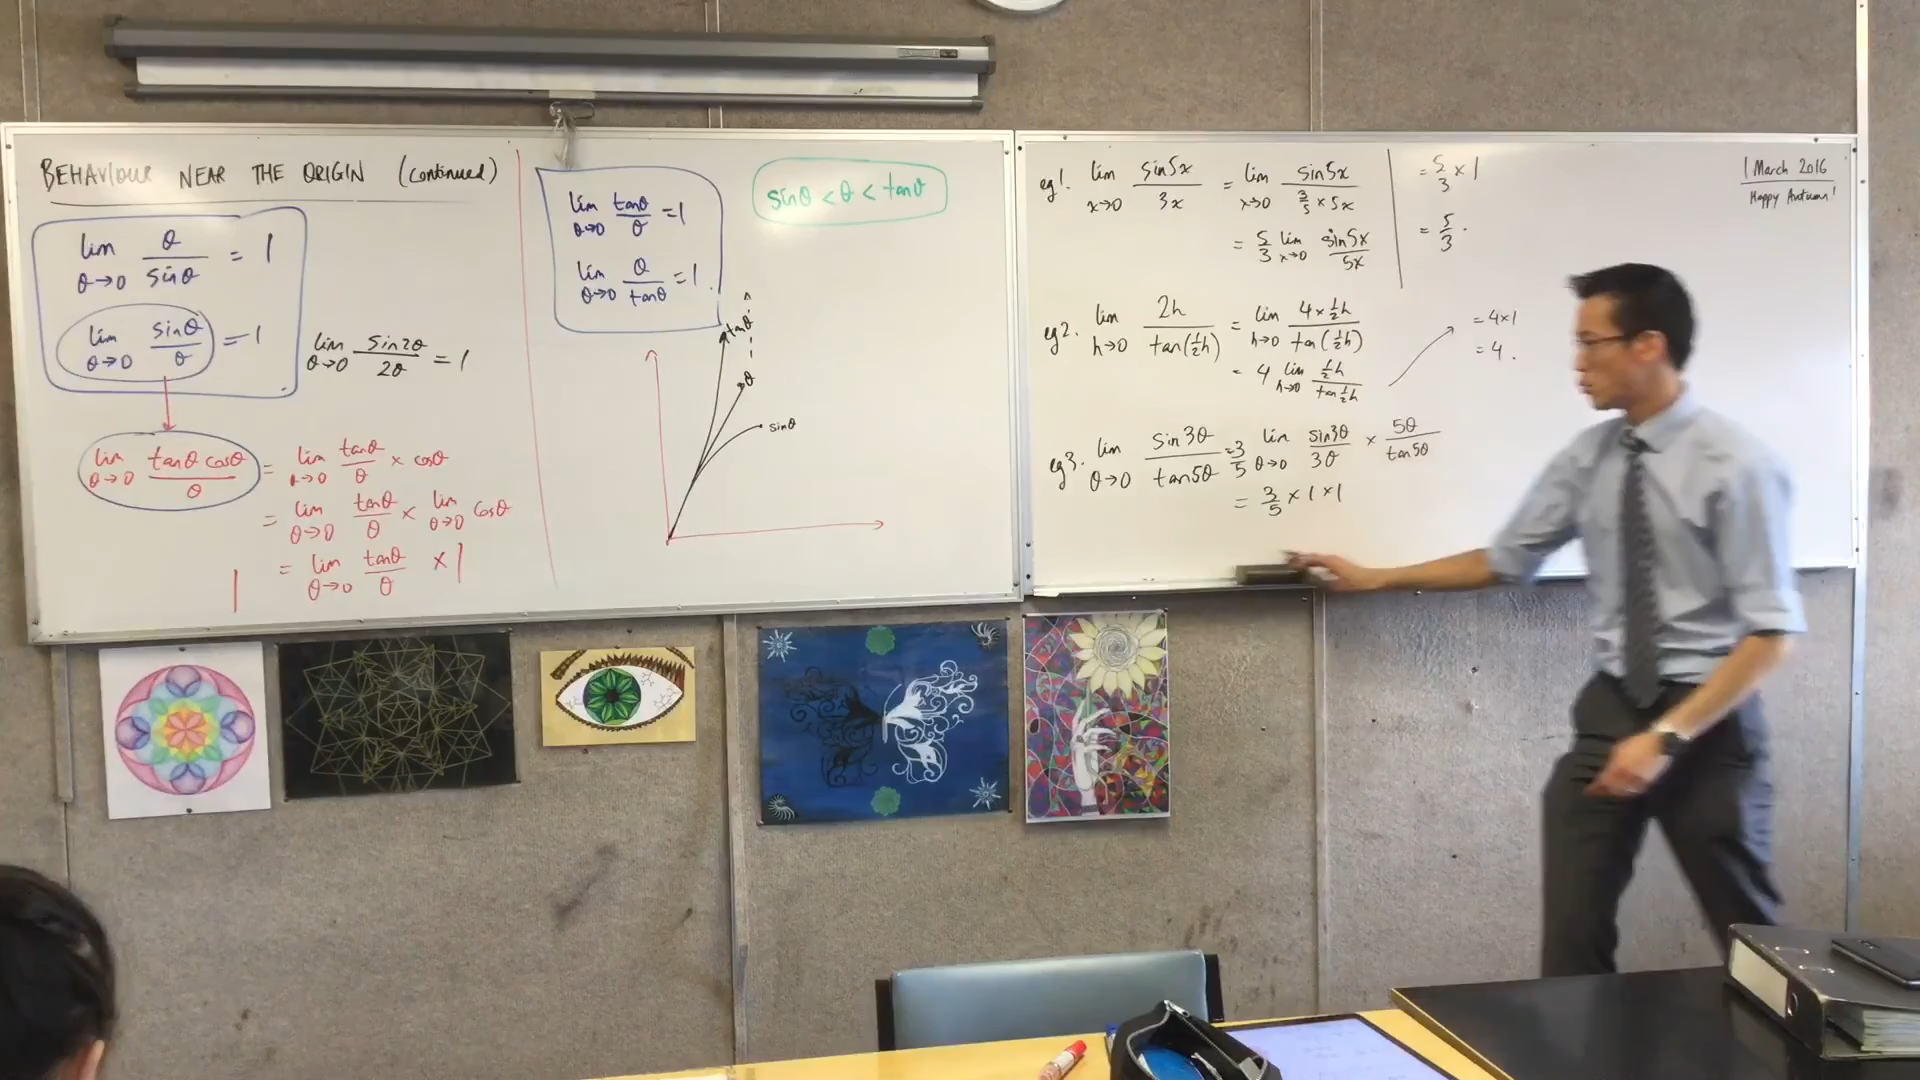 BEHAVIOUR NEAR THE ORIGIN (continued)
lim θ→0 θ/sinθ = 1
lim θ→0 sinθ/θ = 1
lim θ→0 sin2θ/2θ = 1
lim θ→0 tanθ cosθ/θ = lim θ→0 tanθ/θ × cosθ
= lim θ→0 tanθ/θ × lim θ→0 cosθ
1 = lim θ→0 tanθ/θ × 1
lim θ→0 tanθ/θ = 1
lim θ→0 θ/tanθ = 1.
sinθ < θ < tanθ
tanθ
θ
sinθ
eg1. lim x→0 sin5x/3x = lim x→0 sin5x/(3/5 × 5x)
= 5/3 lim x→0 sin5x/5x
= 5/3 × 1
= 5/3.
eg2. lim h→0 2h/tan(½h) = lim h→0 4×½h/tan(½h)
= 4 lim h→0 ½h/tan½h
= 4×1
= 4.
eg3. lim θ→0 sin3θ/tan5θ = 3/5 lim θ→0 sin3θ/3θ × 5θ/tan5θ
= 3/5 × 1 × 1
1 March 2016
Happy Autumn!